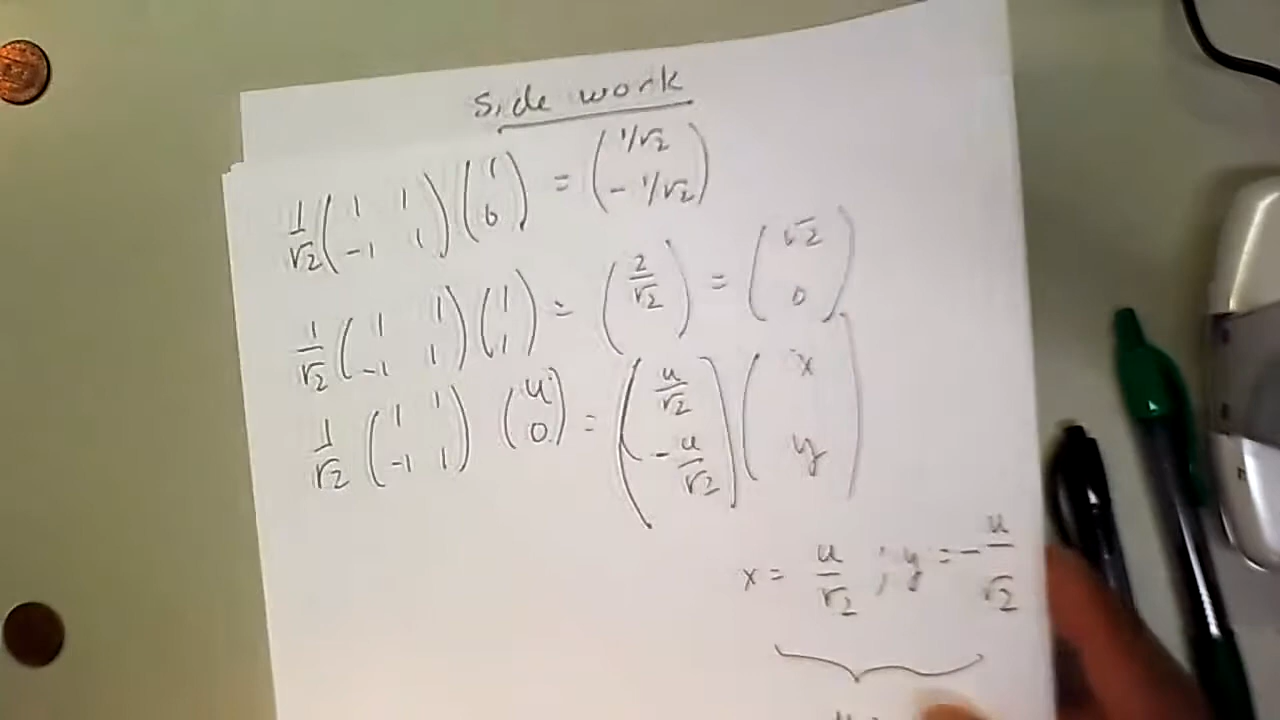 Side work
1/√2 ( 1 1 / -1 1 ) ( 1 / 0 ) = ( 1/√2 / - 1/√2 )
1/√2 ( 1 1 / -1 1 ) ( 1 / 1 ) = ( 2/√2 ) = ( √2 / 0 )
1/√2 ( 1 1 / -1 1 ) ( u / 0 ) = ( u/√2 / - u/√2 ) ( x / y )
x = u/√2 ; y = - u/√2